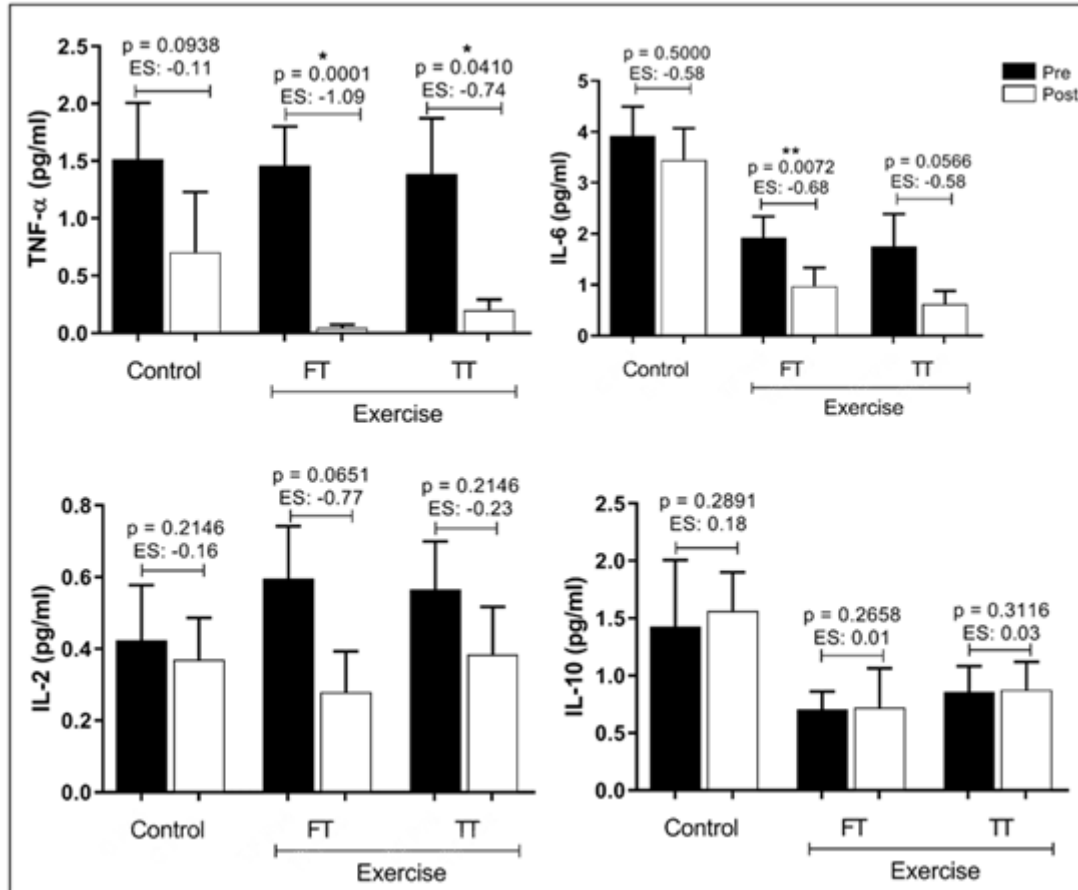 2.5
2.0
1.5
1.0
0.5
0.0
TNF-α (pg/ml)
p = 0.0938
ES: -0.11
*
p = 0.0001
ES: -1.09
*
p = 0.0410
ES: -0.74
Control
FT
TT
Exercise
5
4
3
2
1
0
IL-6 (pg/ml)
p = 0.5000
ES: -0.58
**
p = 0.0072
ES: -0.68
p = 0.0566
ES: -0.58
Pre
Post
Control
FT
TT
Exercise
0.8
0.6
0.4
0.2
0.0
IL-2 (pg/ml)
p = 0.2146
ES: -0.16
p = 0.0651
ES: -0.77
p = 0.2146
ES: -0.23
Control
FT
TT
Exercise
2.5
2.0
1.5
1.0
0.5
0.0
IL-10 (pg/ml)
p = 0.2891
ES: 0.18
p = 0.2658
ES: 0.01
p = 0.3116
ES: 0.03
Control
FT
TT
Exercise